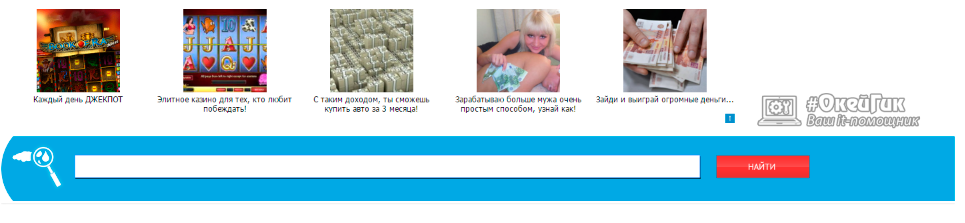 Каждый день ДЖЕКПОТ
Элитное казино для тех, кто любит
побеждать!
С таким доходом, ты сможешь
купить авто за 3 месяца!
Зарабатываю больше мужа очень
простым способом, узнай как!
Зайди и выиграй огромные деньги...
#ОкейГик
Ваш it-помощник
НАЙТИ